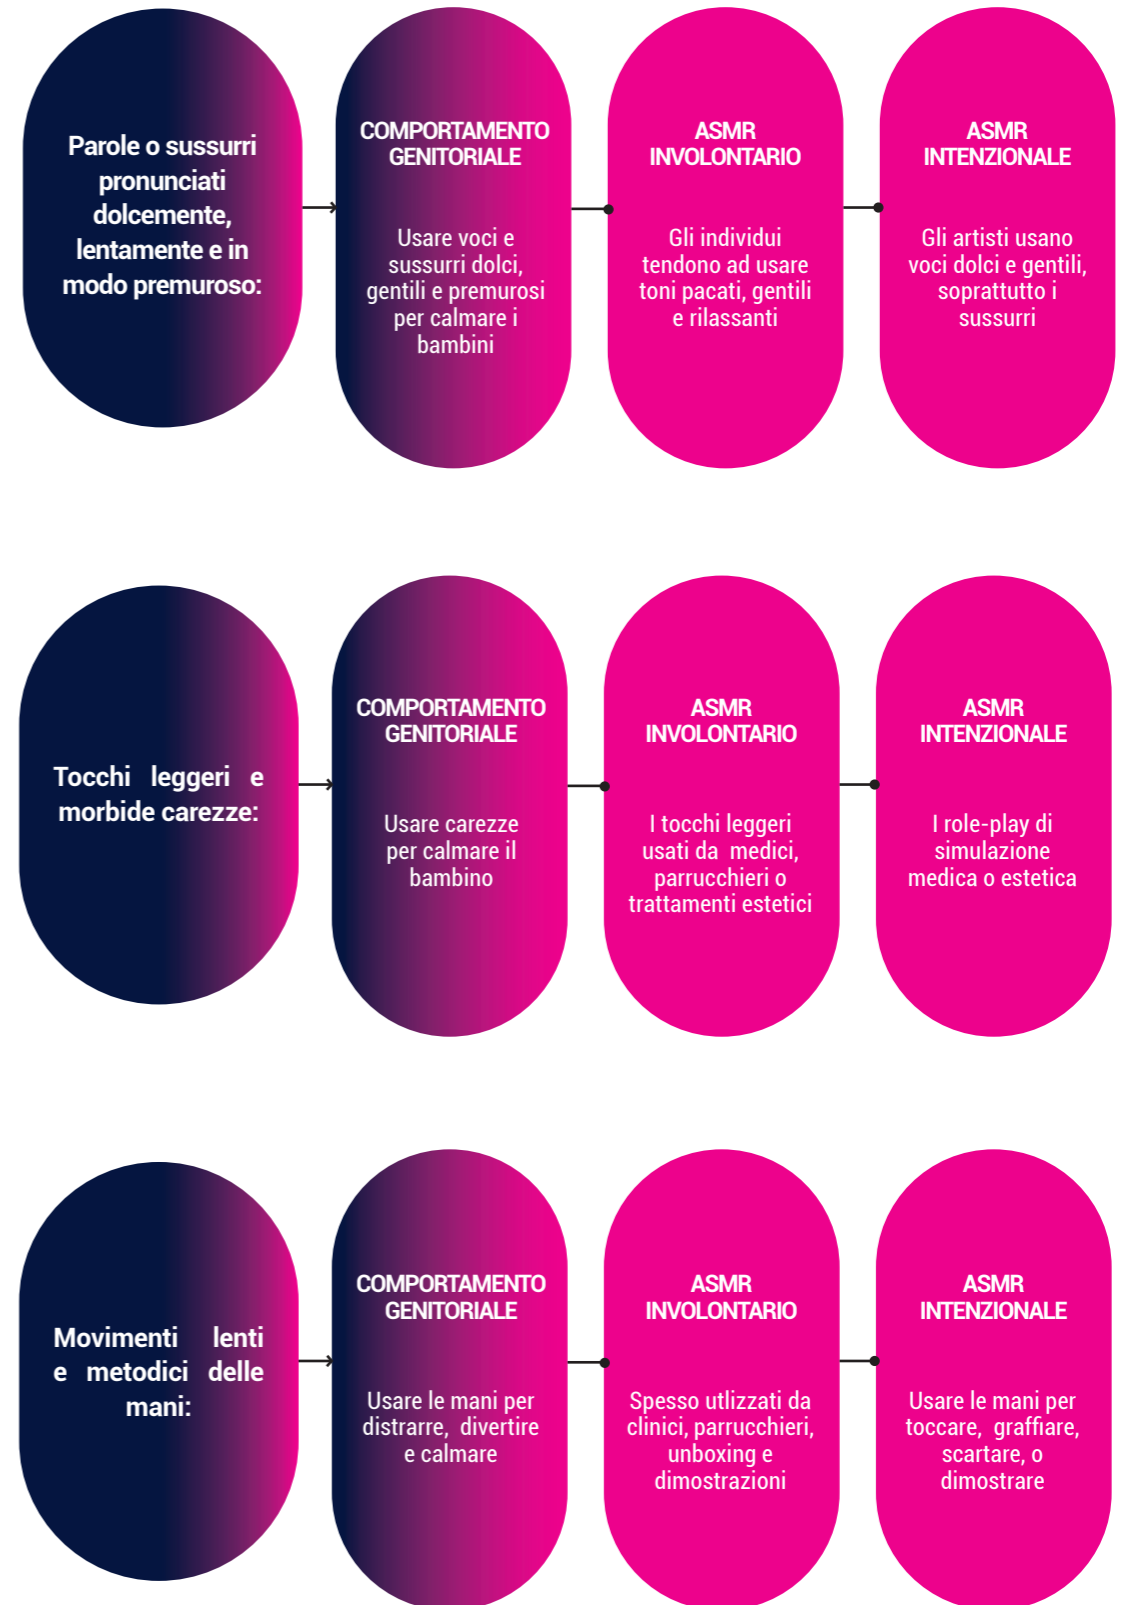 Parole o sussurri
pronunciati
dolcemente,
lentamente e in
modo premuroso:
COMPORTAMENTO
GENITORIALE
Usare voci e
sussurri dolci,
gentili e premurosi
per calmare i
bambini
ASMR
INVOLONTARIO
Gli individui
tendono ad usare
toni pacati, gentili
e rilassanti
ASMR
INTENZIONALE
Gli artisti usano
voci dolci e gentili,
soprattutto i
sussurri
Tocchi leggeri e
morbide carezze:
COMPORTAMENTO
GENITORIALE
Usare carezze
per calmare il
bambino
ASMR
INVOLONTARIO
I tocchi leggeri
usati da medici,
parrucchieri o
trattamenti estetici
ASMR
INTENZIONALE
I role-play di
simulazione
medica o estetica
Movimenti lenti
e metodici delle
mani:
COMPORTAMENTO
GENITORIALE
Usare le mani per
distrarre, divertire
e calmare
ASMR
INVOLONTARIO
Spesso utlizzati da
clinici, parrucchieri,
unboxing e
dimostrazioni
ASMR
INTENZIONALE
Usare le mani per
toccare, graffiare,
scartare, o
dimostrare